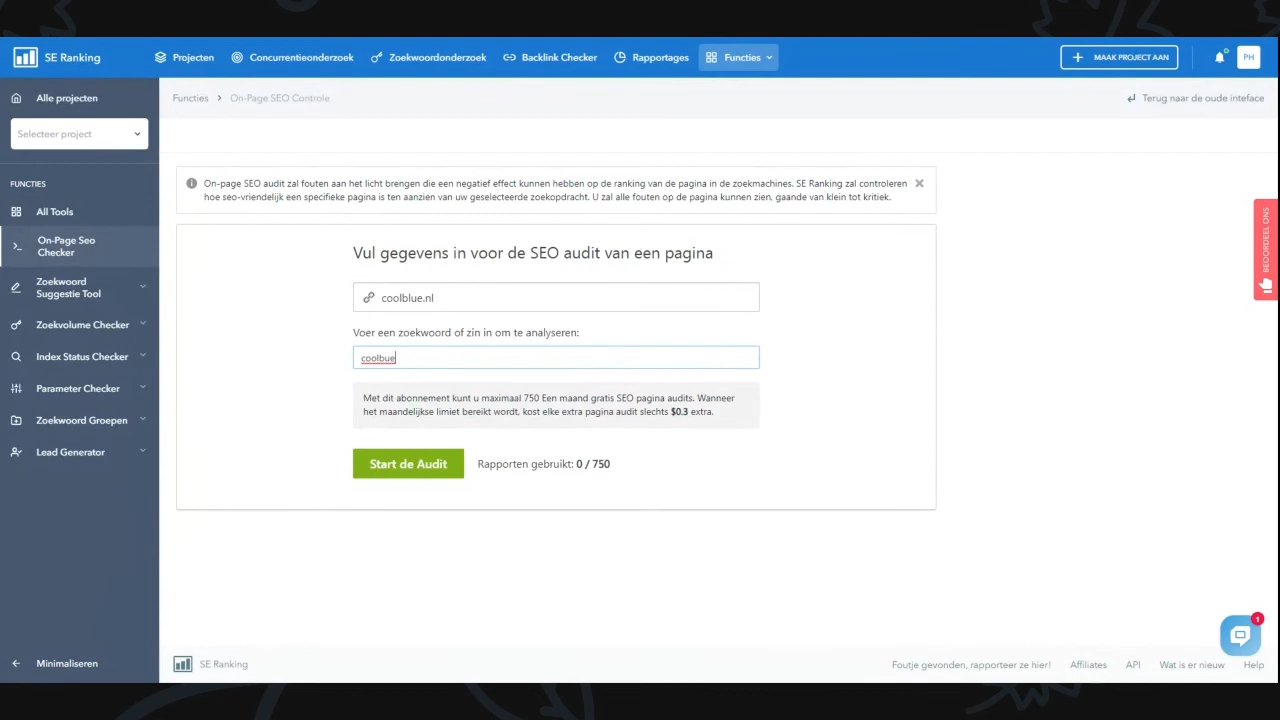 SE Ranking
Projecten
Concurrentieonderzoek
Zoekwoordonderzoek
Backlink Checker
Rapportages
Functies
MAAK PROJECT AAN
PH
Alle projecten
Selecteer project
FUNCTIES
All Tools
On-Page Seo
Checker
Zoekwoord
Suggestie Tool
Zoekvolume Checker
Index Status Checker
Parameter Checker
Zoekwoord Groepen
Lead Generator
Minimaliseren
Functies > On-Page SEO Controle
Terug naar de oude inteface
On-page SEO audit zal fouten aan het licht brengen die een negatief effect kunnen hebben op de ranking van de pagina in de zoekmachines. SE Ranking zal controleren
hoe seo-vriendelijk een specifieke pagina is ten aanzien van uw geselecteerde zoekopdracht. U zal alle fouten op de pagina kunnen zien, gaande van klein tot kritiek.
Vul gegevens in voor de SEO audit van een pagina
coolblue.nl
Voer een zoekwoord of zin in om te analyseren:
coolbue
Met dit abonnement kunt u maximaal 750 Een maand gratis SEO pagina audits. Wanneer
het maandelijkse limiet bereikt wordt, kost elke extra pagina audit slechts $0.3 extra.
Start de Audit
Rapporten gebruikt: 0 / 750
BEOORDEEL ONS
1
SE Ranking
Foutje gevonden, rapporteer ze hier!
Affiliates
API
Wat is er nieuw
Help